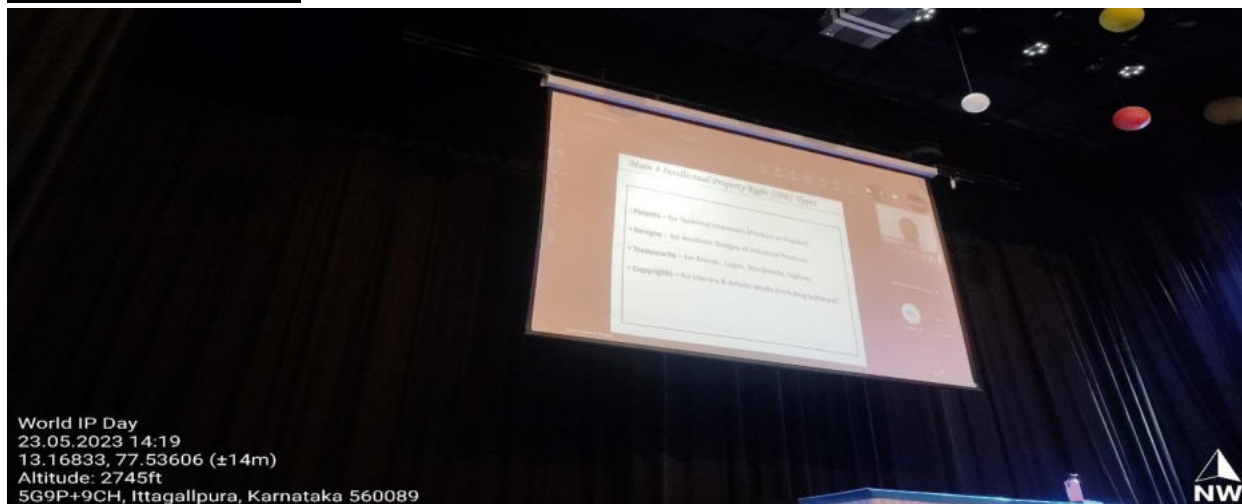 Main 4 Intellectual Property Right (IPR) Types
• Patents – for Technical Inventions (Product or Process)
• Designs – for Aesthetic Designs of Industrial Products
• Trademarks – for Brands, Logos, Wordmarks, taglines
• Copyrights – for Literary & Artistic Works (including Software)
World IP Day
23.05.2023 14:19
13.16833, 77.53606 (±14m)
Altitude: 2745ft
5G9P+9CH, Ittagallpura, Karnataka 560089
NW